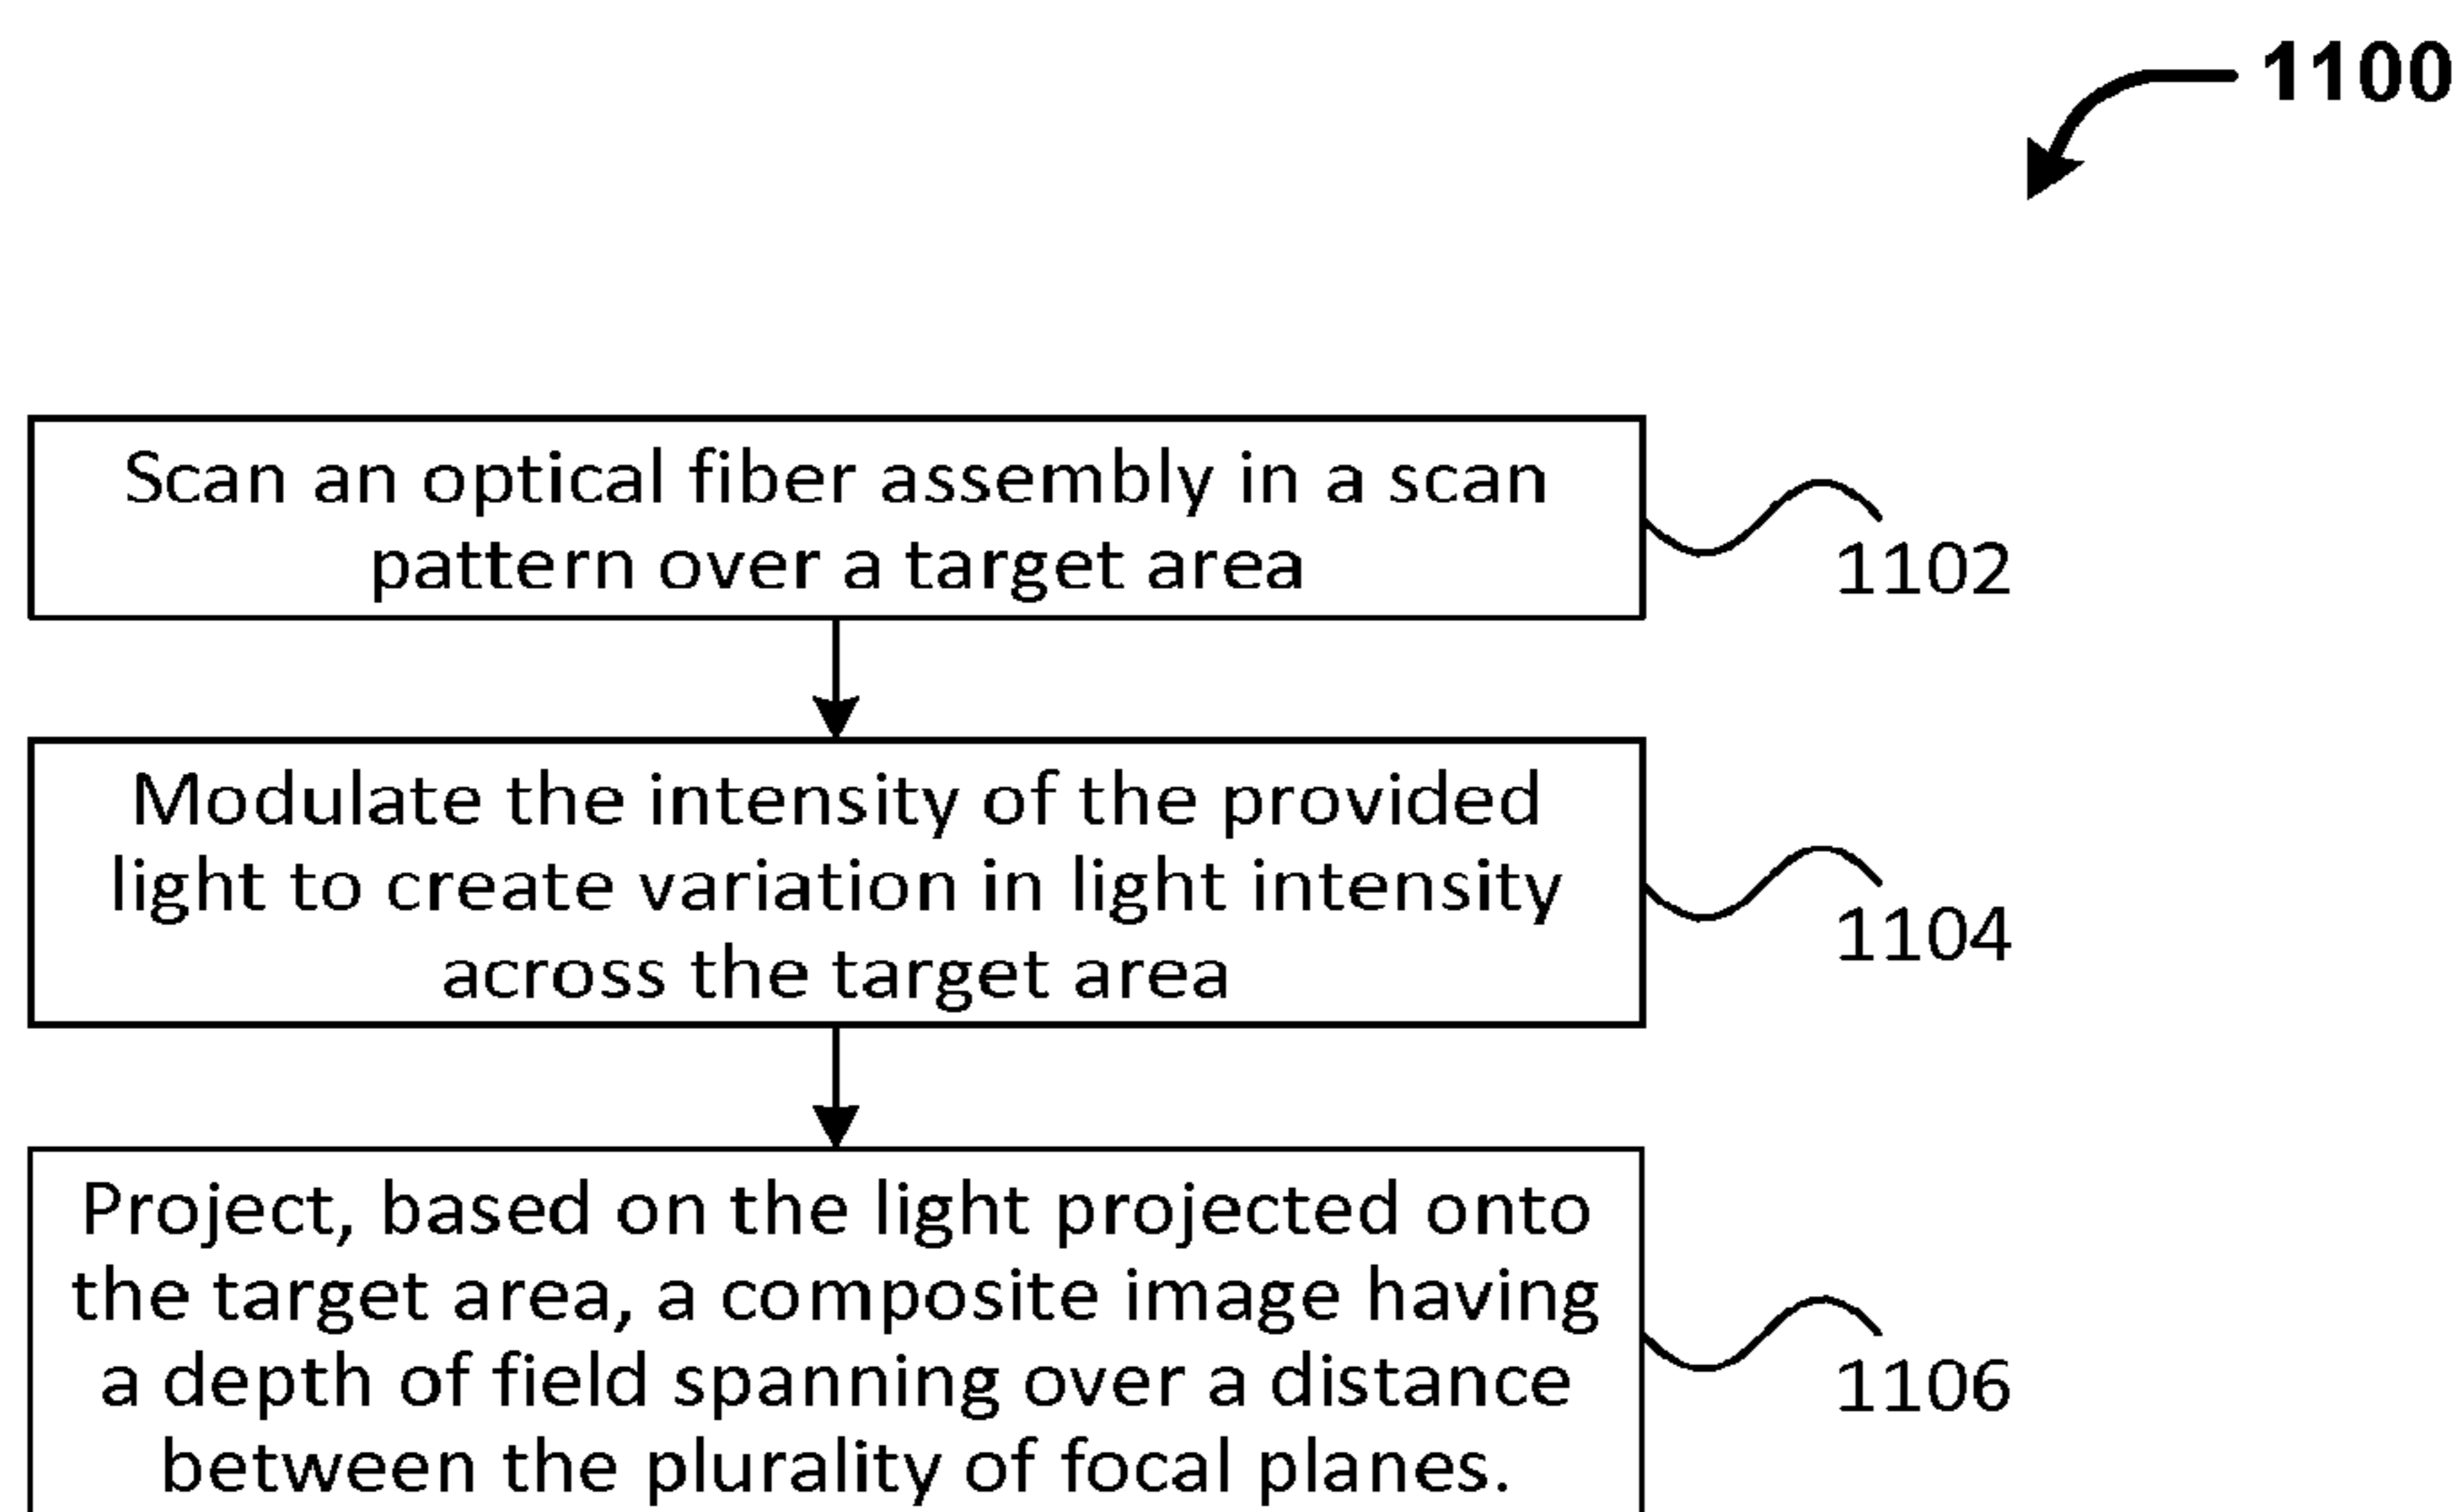 1100
Scan an optical fiber assembly in a scan
pattern over a target area
1102
Modulate the intensity of the provided
light to create variation in light intensity
across the target area
1104
Project, based on the light projected onto
the target area, a composite image having
a depth of field spanning over a distance
between the plurality of focal planes.
1106